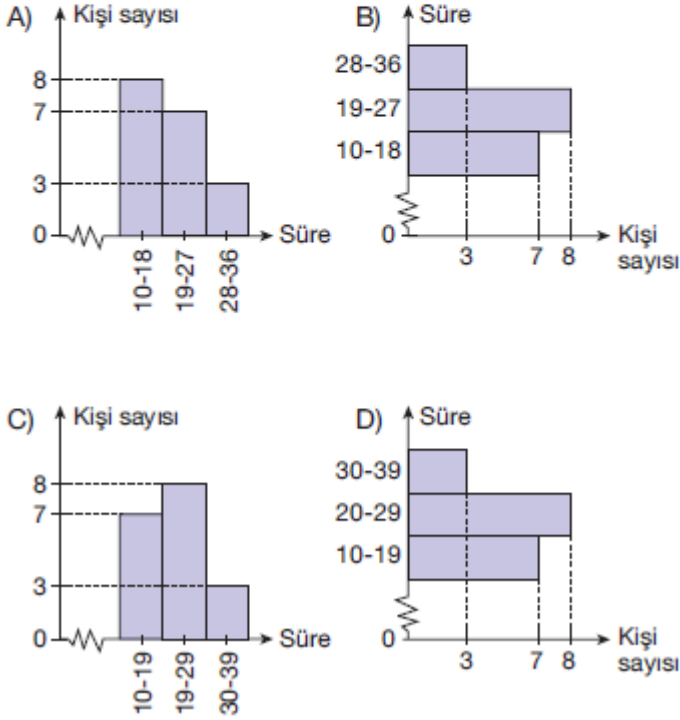 A)
Kişi sayısı
8
7
3
0
Süre
10-18
19-27
28-36
B)
Süre
28-36
19-27
10-18
0
3
7
8
Kişi
sayısı
C)
Kişi sayısı
8
7
3
0
Süre
10-19
19-29
30-39
D)
Süre
30-39
20-29
10-19
0
3
7
8
Kişi
sayısı